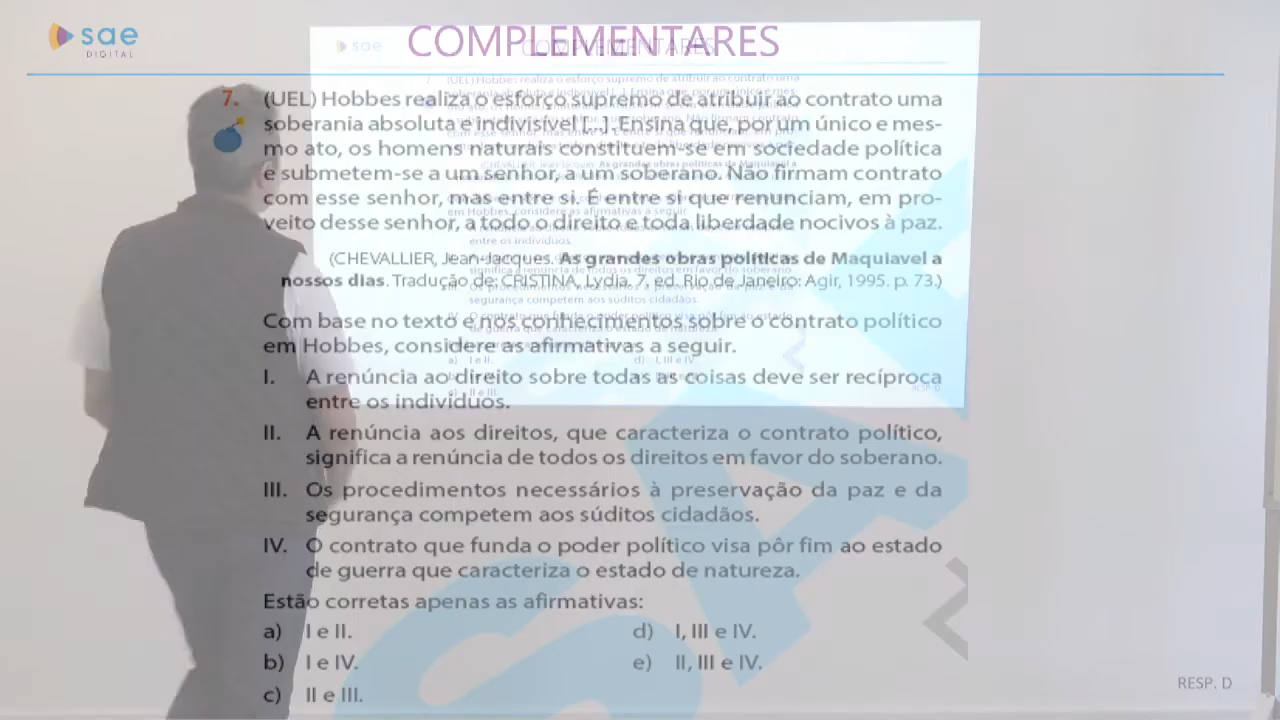 sae
DIGITAL
COMPLEMENTARES
7. (UEL) Hobbes realiza o esforço supremo de atribuir ao contrato uma
soberania absoluta e indivisível [...]. Ensina que, por um único e mes-
mo ato, os homens naturais constituem-se em sociedade política
e submetem-se a um senhor, a um soberano. Não firmam contrato
com esse senhor, mas entre si. É entre si que renunciam, em pro-
veito desse senhor, a todo o direito e toda liberdade nocivos à paz.
(CHEVALLIER, Jean-Jacques. As grandes obras políticas de Maquiavel a
nossos dias. Tradução de: CRISTINA, Lydia. 7. ed. Rio de Janeiro: Agir, 1995. p. 73.)
Com base no texto e nos conhecimentos sobre o contrato político
em Hobbes, considere as afirmativas a seguir.
I. A renúncia ao direito sobre todas as coisas deve ser recíproca
entre os indivíduos.
II. A renúncia aos direitos, que caracteriza o contrato político,
significa a renúncia de todos os direitos em favor do soberano.
III. Os procedimentos necessários à preservação da paz e da
segurança competem aos súditos cidadãos.
IV. O contrato que funda o poder político visa pôr fim ao estado
de guerra que caracteriza o estado de natureza.
Estão corretas apenas as afirmativas:
a) I e II.
b) I e IV.
c) II e III.
d) I, III e IV.
e) II, III e IV.
RESP. D